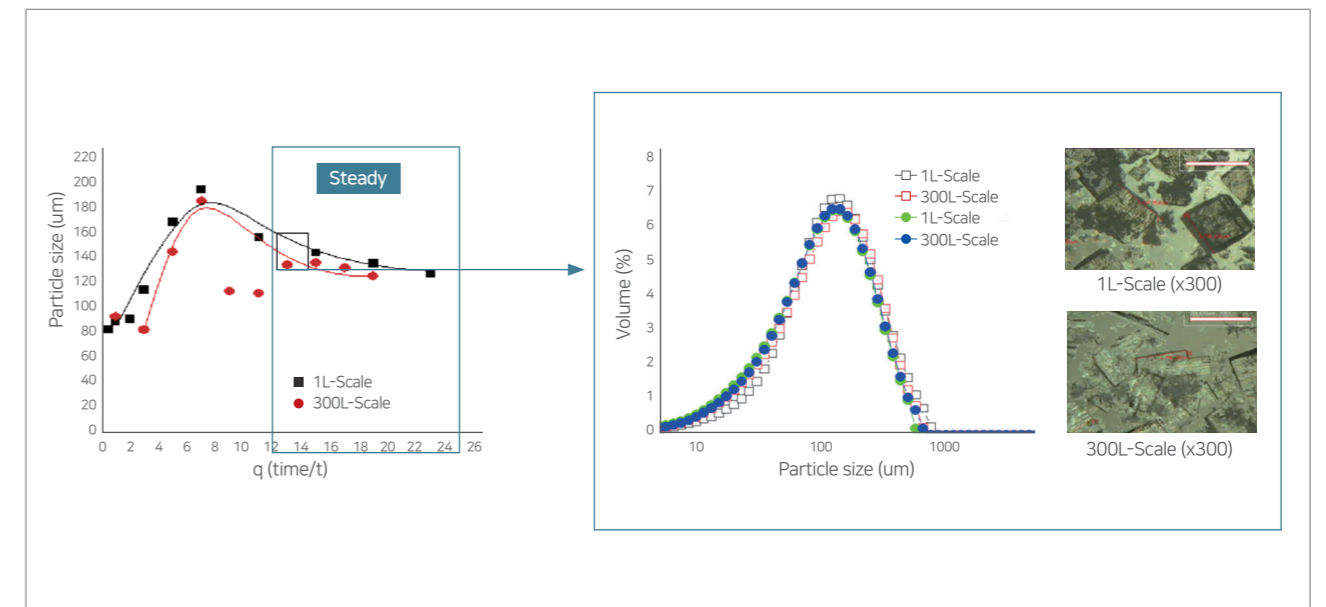 Particle size (um)
220
200
180
160
140
120
100
80
60
40
20
0
0 2 4 6 8 10 12 14 16 18 20 22 24 26
q (time/t)
Steady
1L-Scale
300L-Scale
Volume (%)
8
7
6
5
4
3
2
1
0
10 100 1000
Particle size (um)
1L-Scale
300L-Scale
1L-Scale
300L-Scale
1L-Scale (x300)
300L-Scale (x300)